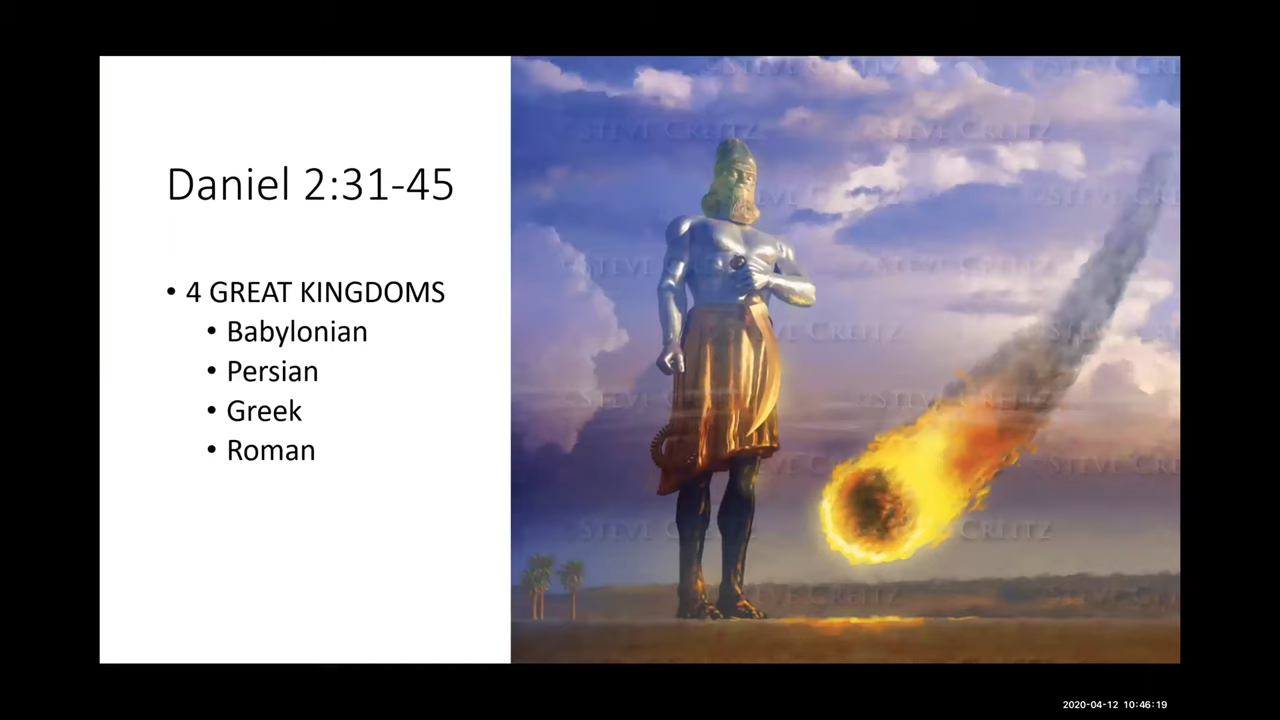 Daniel 2:31-45
• 4 GREAT KINGDOMS
• Babylonian
• Persian
• Greek
• Roman
STEVE CREITZ
2020-04-12 10:46:19